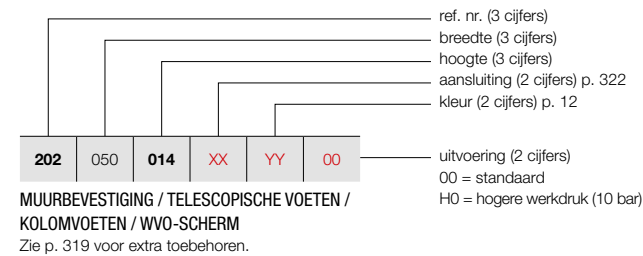 ref. nr. (3 cijfers)
breedte (3 cijfers)
hoogte (3 cijfers)
aansluiting (2 cijfers) p. 322
kleur (2 cijfers) p. 12
202 050 014 XX YY 00
uitvoering (2 cijfers)
00 = standaard
H0 = hogere werkdruk (10 bar)
MUURBEVESTIGING / TELESCOPISCHE VOETEN /
KOLOMVOETEN / WVO-SCHERM
Zie p. 319 voor extra toebehoren.